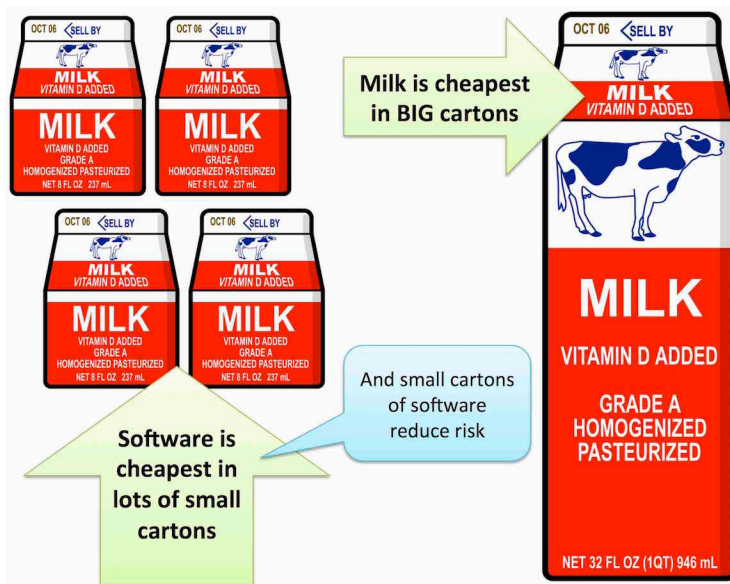 OCT 06 SELL BY
MILK
VITAMIN D ADDED
MILK
VITAMIN D ADDED
GRADE A
HOMOGENIZED PASTEURIZED
NET 8 FL OZ 237 mL
OCT 06 SELL BY
MILK
VITAMIN D ADDED
MILK
VITAMIN D ADDED
GRADE A
HOMOGENIZED PASTEURIZED
NET 8 FL OZ 237 mL
Milk is cheapest
in BIG cartons
OCT 06 SELL BY
MILK
VITAMIN D ADDED
MILK
VITAMIN D ADDED
GRADE A
HOMOGENIZED
PASTEURIZED
NET 32 FL OZ (1QT) 946 mL
OCT 06 SELL BY
MILK
VITAMIN D ADDED
MILK
VITAMIN D ADDED
GRADE A
HOMOGENIZED PASTEURIZED
NET 8 FL OZ 237 mL
OCT 06 SELL BY
MILK
VITAMIN D ADDED
MILK
VITAMIN D ADDED
GRADE A
HOMOGENIZED PASTEURIZED
NET 8 FL OZ 237 mL
And small cartons
of software
reduce risk
Software is
cheapest in
lots of small
cartons